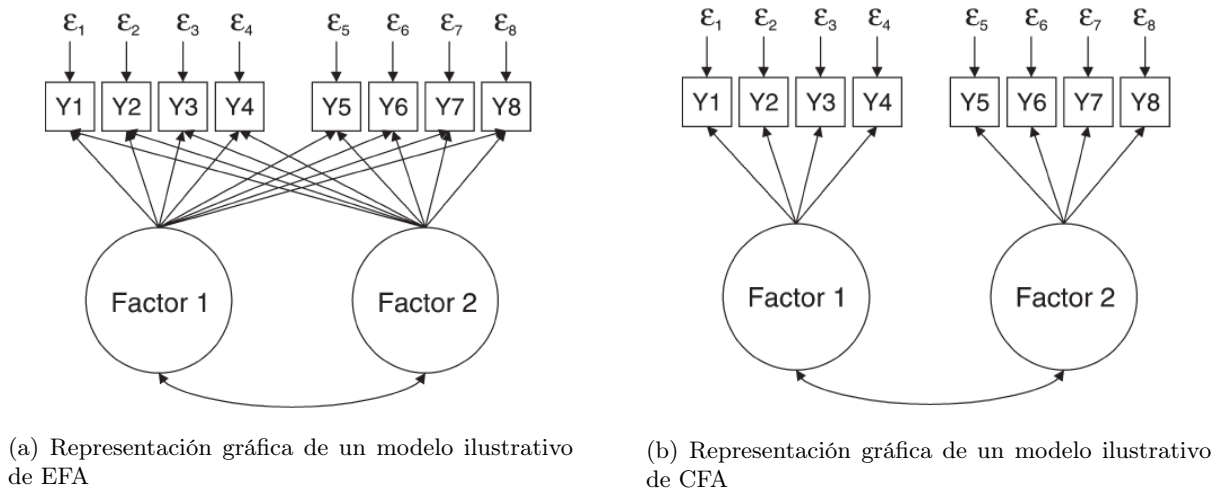 ε1 ε2 ε3 ε4 ε5 ε6 ε7 ε8
Y1 Y2 Y3 Y4 Y5 Y6 Y7 Y8
Factor 1 Factor 2
(a) Representación gráfica de un modelo ilustrativo
de EFA
ε1 ε2 ε3 ε4 ε5 ε6 ε7 ε8
Y1 Y2 Y3 Y4 Y5 Y6 Y7 Y8
Factor 1 Factor 2
(b) Representación gráfica de un modelo ilustrativo
de CFA